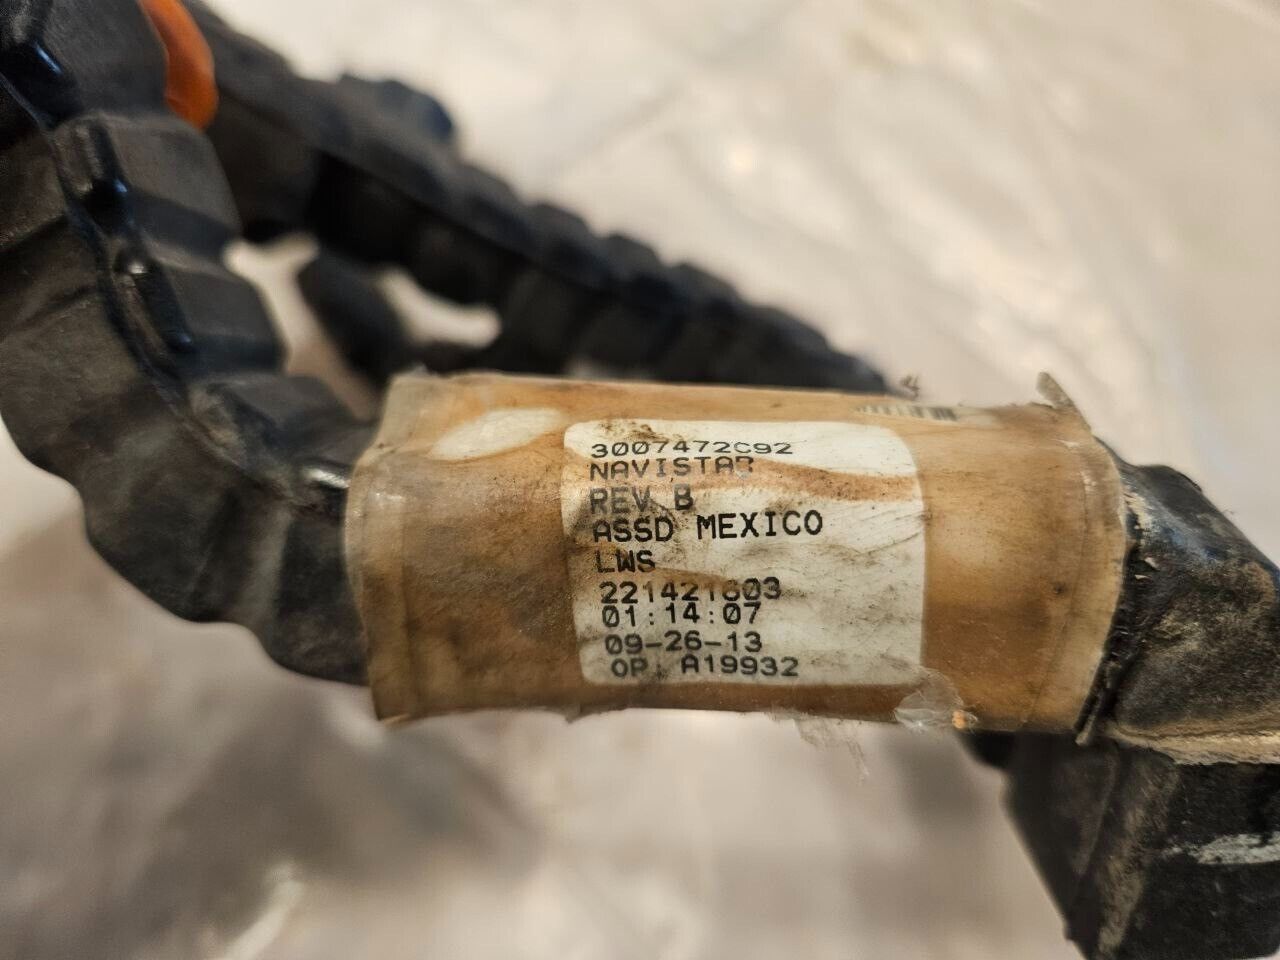 3007472C92
NAVISTAR
REV B
ASSD MEXICO
LWS
221421603
01:14:07
09-26-13
OP. A19932